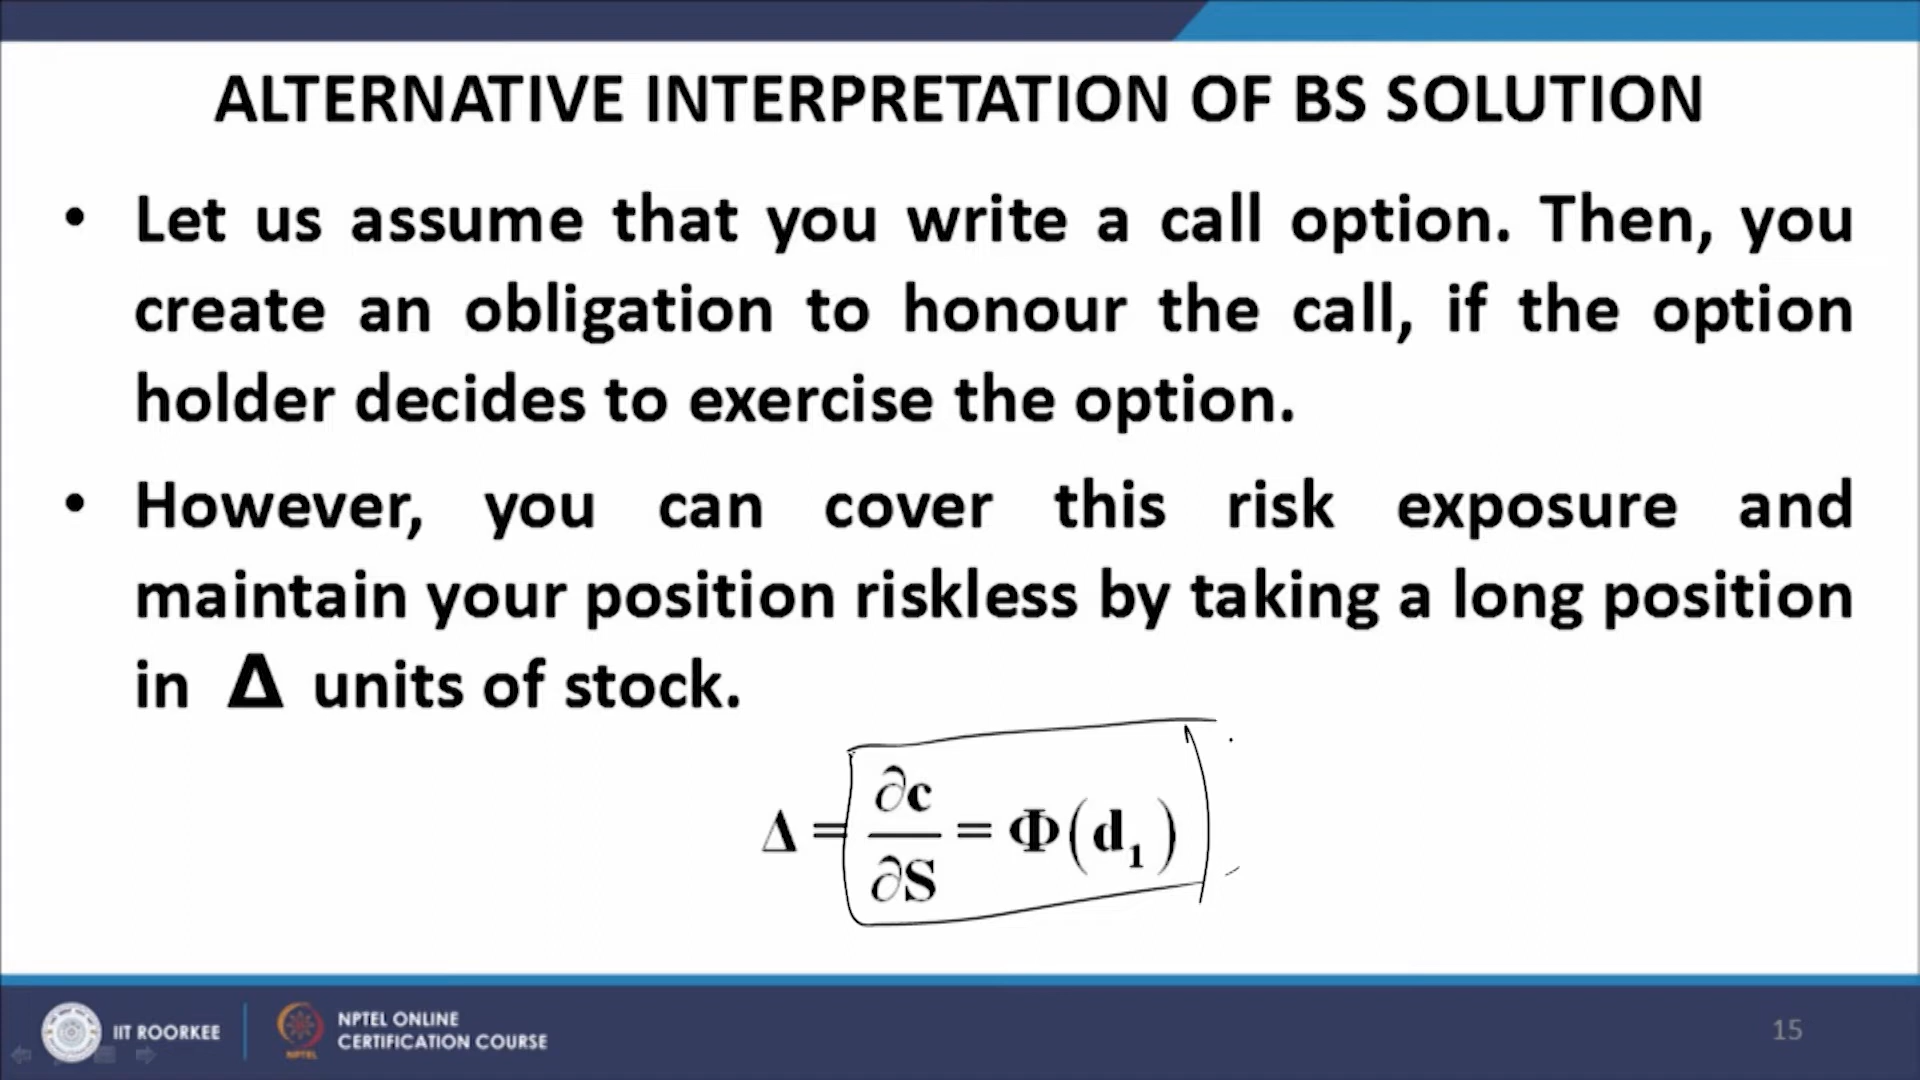 ALTERNATIVE INTERPRETATION OF BS SOLUTION
• Let us assume that you write a call option. Then, you
create an obligation to honour the call, if the option
holder decides to exercise the option.
• However, you can cover this risk exposure and
maintain your position riskless by taking a long position
in Δ units of stock.
Δ = ∂c/∂S = Φ(d₁)
IIT ROORKEE
NPTEL
NPTEL ONLINE
CERTIFICATION COURSE
15